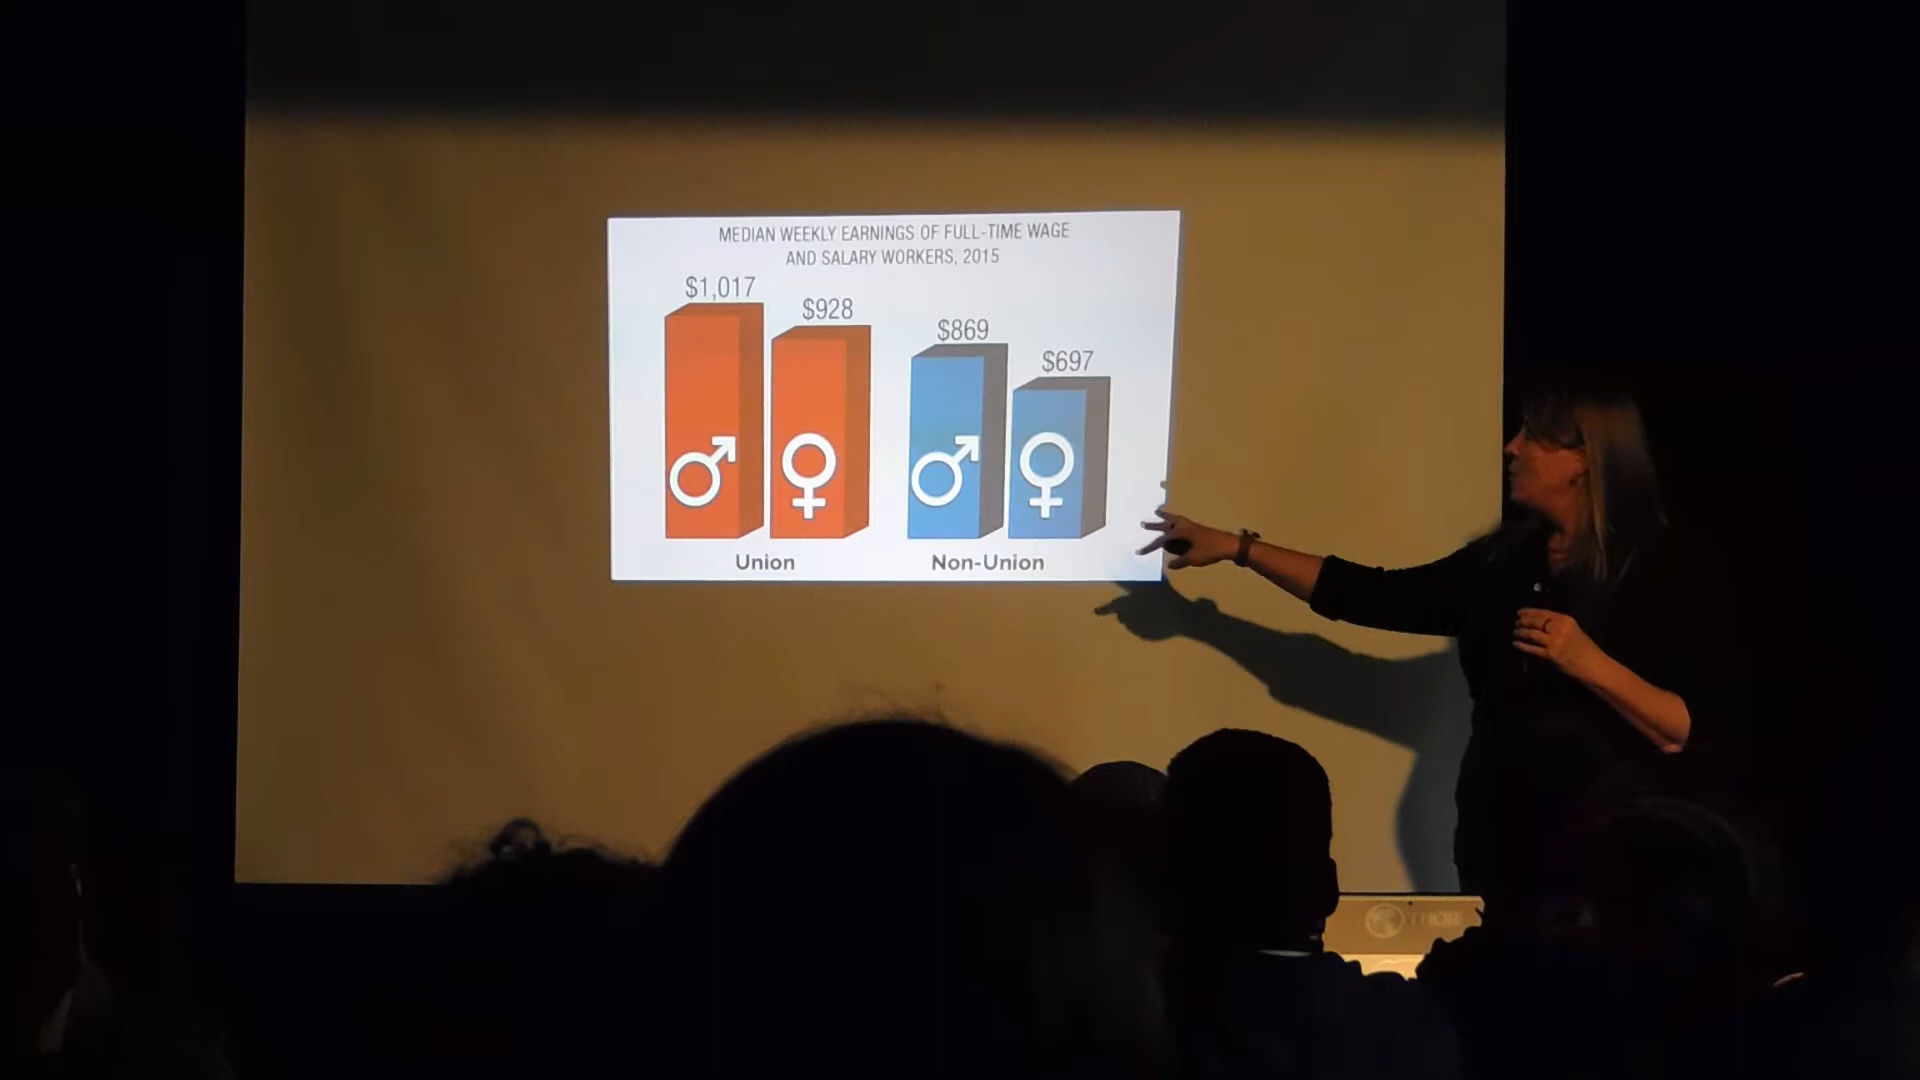 MEDIAN WEEKLY EARNINGS OF FULL-TIME WAGE
AND SALARY WORKERS, 2015
$1,017
$928
$869
$697
Union
Non-Union
THOR